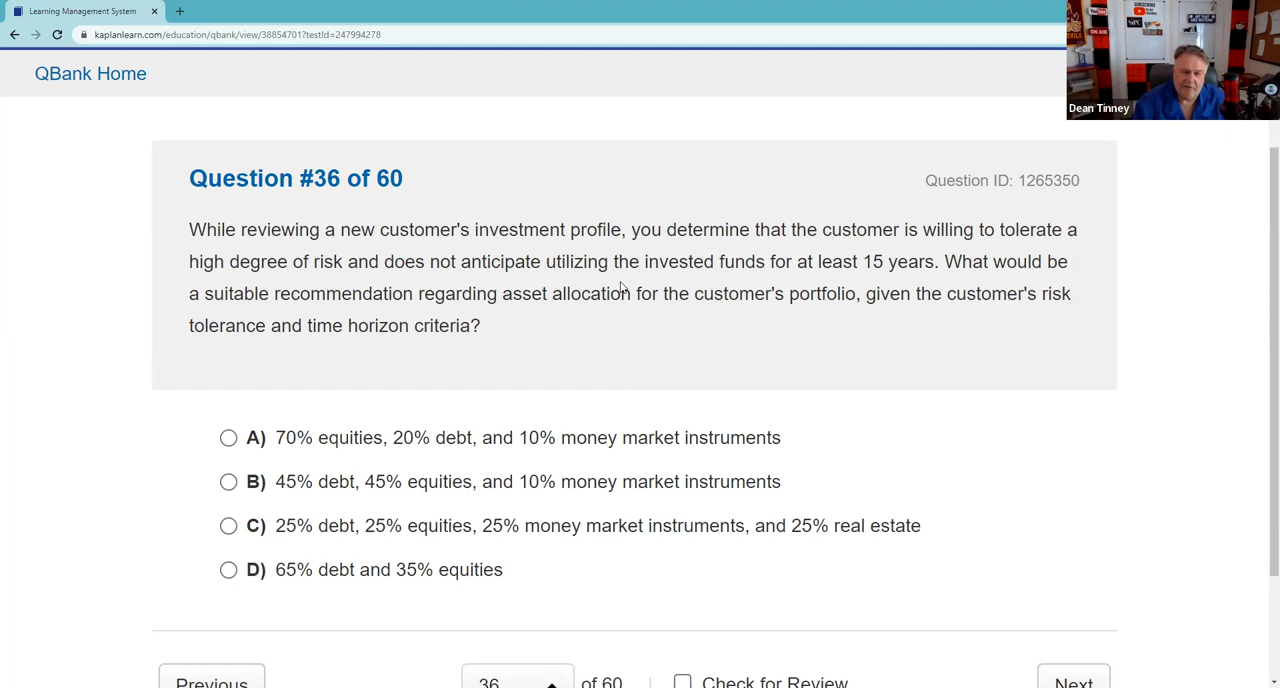 Learning Management System
kaplanlearn.com/education/qbank/view/38854701?testId=247994278
QBank Home
SUBSCRIBE
ON AIR
Dean Tinney
Question #36 of 60
Question ID: 1265350
While reviewing a new customer's investment profile, you determine that the customer is willing to tolerate a
high degree of risk and does not anticipate utilizing the invested funds for at least 15 years. What would be
a suitable recommendation regarding asset allocation for the customer's portfolio, given the customer's risk
tolerance and time horizon criteria?
A) 70% equities, 20% debt, and 10% money market instruments
B) 45% debt, 45% equities, and 10% money market instruments
C) 25% debt, 25% equities, 25% money market instruments, and 25% real estate
D) 65% debt and 35% equities
Previous
36
of 60
Check for Review
Next